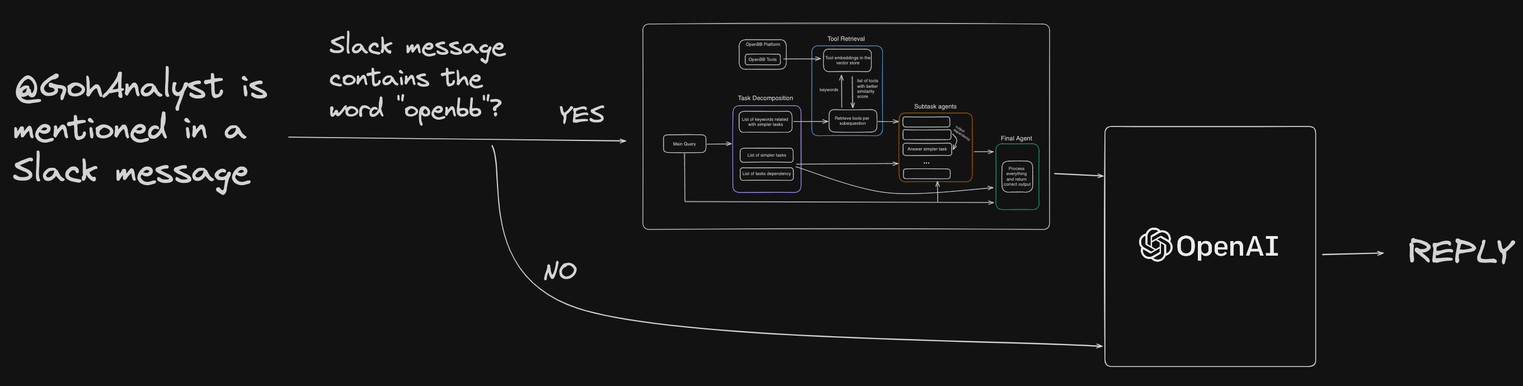 @GohAnalyst is
mentioned in a
Slack message
Slack message
contains the
word "openbb"?
YES
NO
OpenBB Platform
OpenBB Tools
Tool Retrieval
Tool embeddings in the
vector store
keywords
list of tools
with better
similarity
score
Retrieve tools per
subquestion
Task Decomposition
List of keywords related
with simpler tasks
List of simpler tasks
List of tasks dependency
Main Query
Subtask agents
Answer simpler task
...
Final Agent
Process
everything
and return
correct output
OpenAI
REPLY